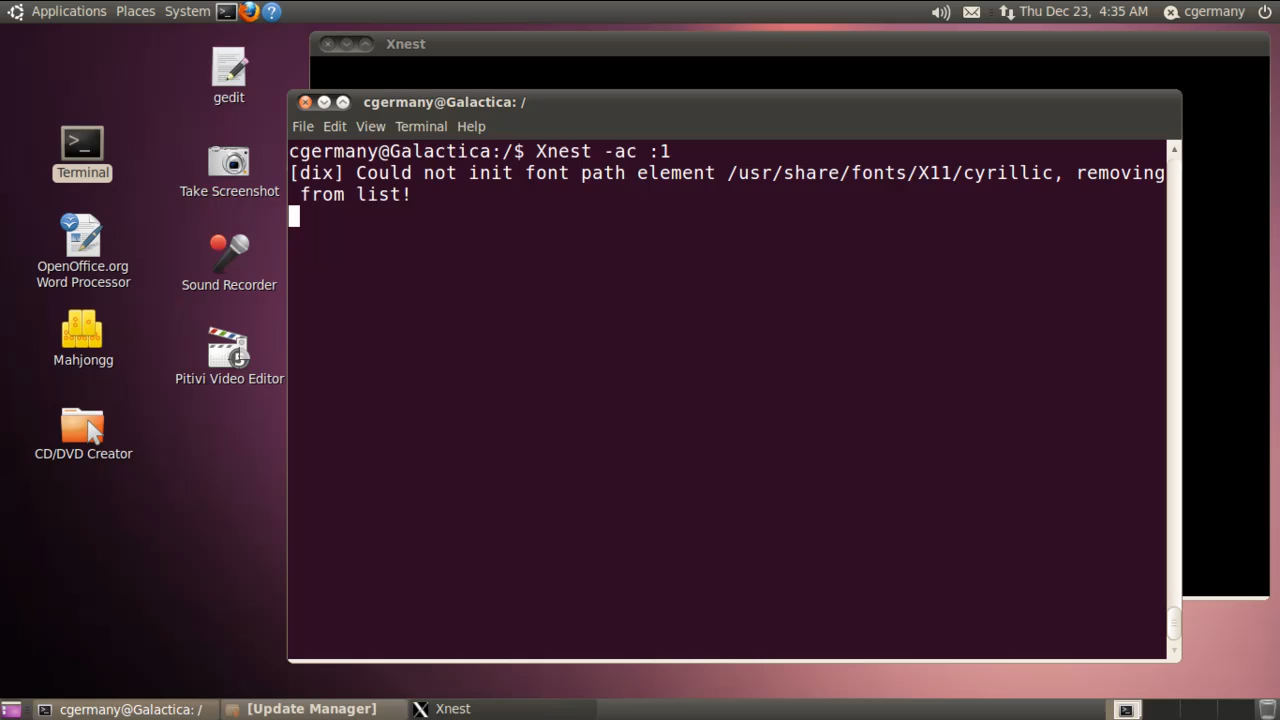 Applications Places System
Thu Dec 23, 4:35 AM cgermany
gedit
Terminal
Take Screenshot
OpenOffice.org
Word Processor
Sound Recorder
Mahjongg
Pitivi Video Editor
CD/DVD Creator
Xnest
cgermany@Galactica: /
File Edit View Terminal Help
cgermany@Galactica:/$ Xnest -ac :1
[dix] Could not init font path element /usr/share/fonts/X11/cyrillic, removing
from list!
cgermany@Galactica: / [Update Manager] Xnest